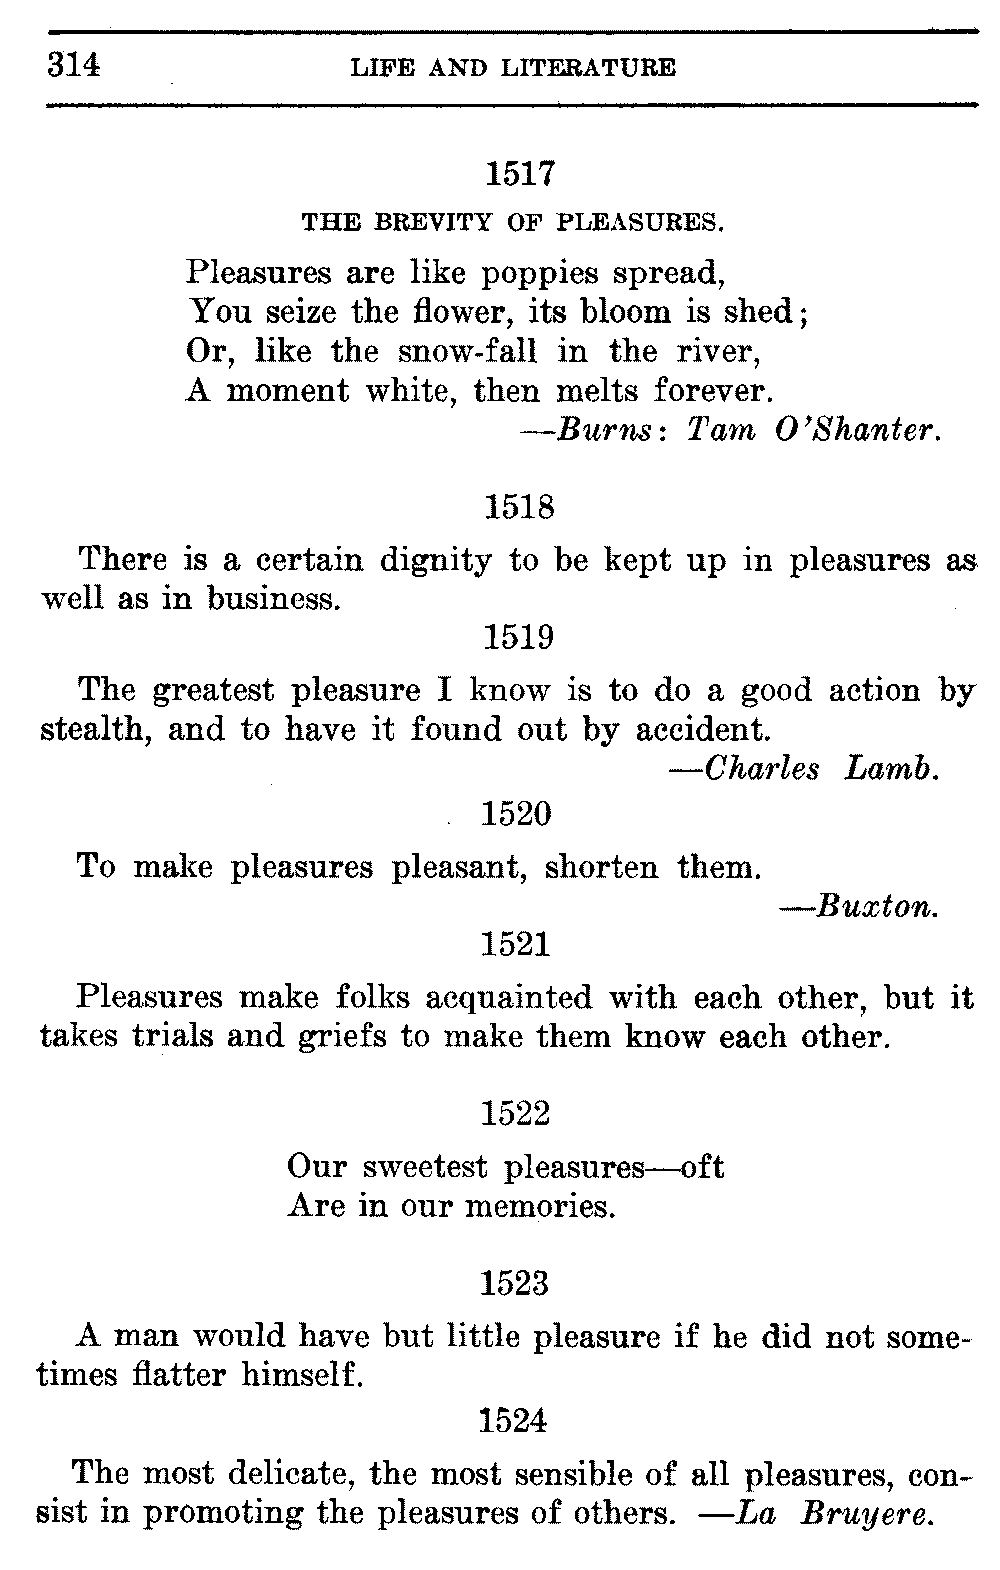 314 LIFE AND LITERATURE
1517
THE BREVITY OF PLEASURES.
Pleasures are like poppies spread,
You seize the flower, its bloom is shed;
Or, like the snow-fall in the river,
A moment white, then melts forever.
—Burns: Tam O'Shanter.
1518
There is a certain dignity to be kept up in pleasures as
well as in business.
1519
The greatest pleasure I know is to do a good action by
stealth, and to have it found out by accident.
—Charles Lamb.
1520
To make pleasures pleasant, shorten them.
—Buxton.
1521
Pleasures make folks acquainted with each other, but it
takes trials and griefs to make them know each other.
1522
Our sweetest pleasures—oft
Are in our memories.
1523
A man would have but little pleasure if he did not some-
times flatter himself.
1524
The most delicate, the most sensible of all pleasures, con-
sist in promoting the pleasures of others. —La Bruyere.